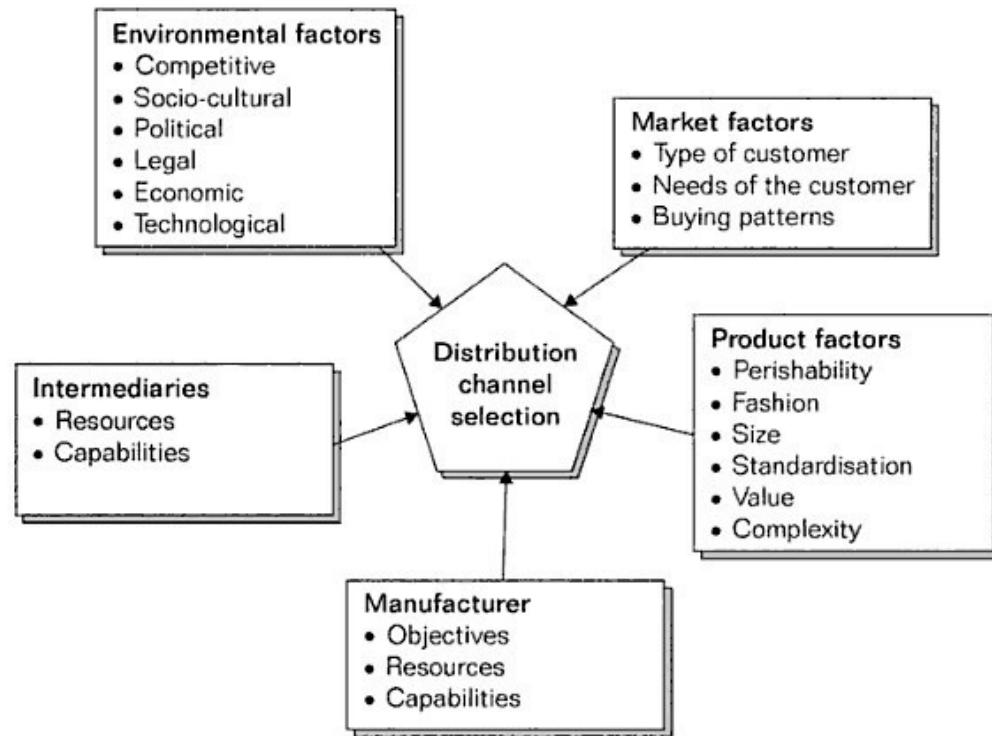 Environmental factors
• Competitive
• Socio-cultural
• Political
• Legal
• Economic
• Technological
Market factors
• Type of customer
• Needs of the customer
• Buying patterns
Distribution
channel
selection
Product factors
• Perishability
• Fashion
• Size
• Standardisation
• Value
• Complexity
Intermediaries
• Resources
• Capabilities
Manufacturer
• Objectives
• Resources
• Capabilities